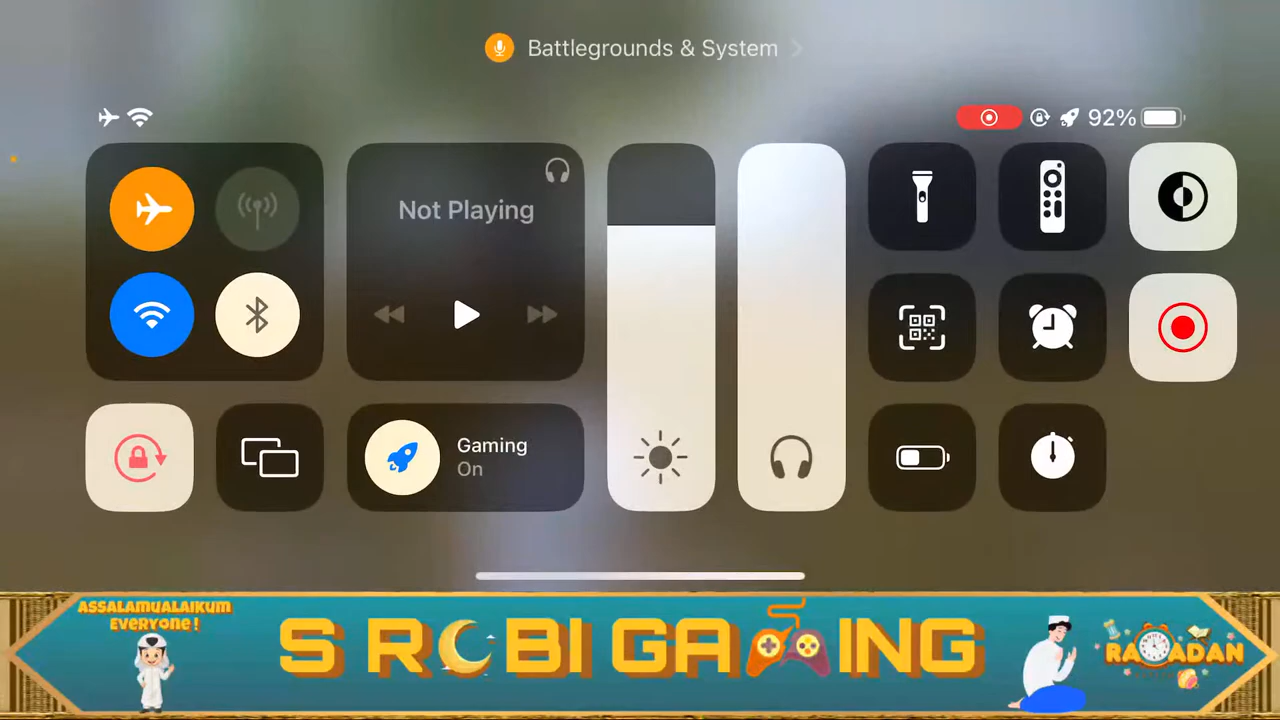 Battlegrounds & System
92%
Not Playing
Gaming
On
ASSALAMUALAIKUM
EVERYONE!
S ROBI GAMING
RAMADAN